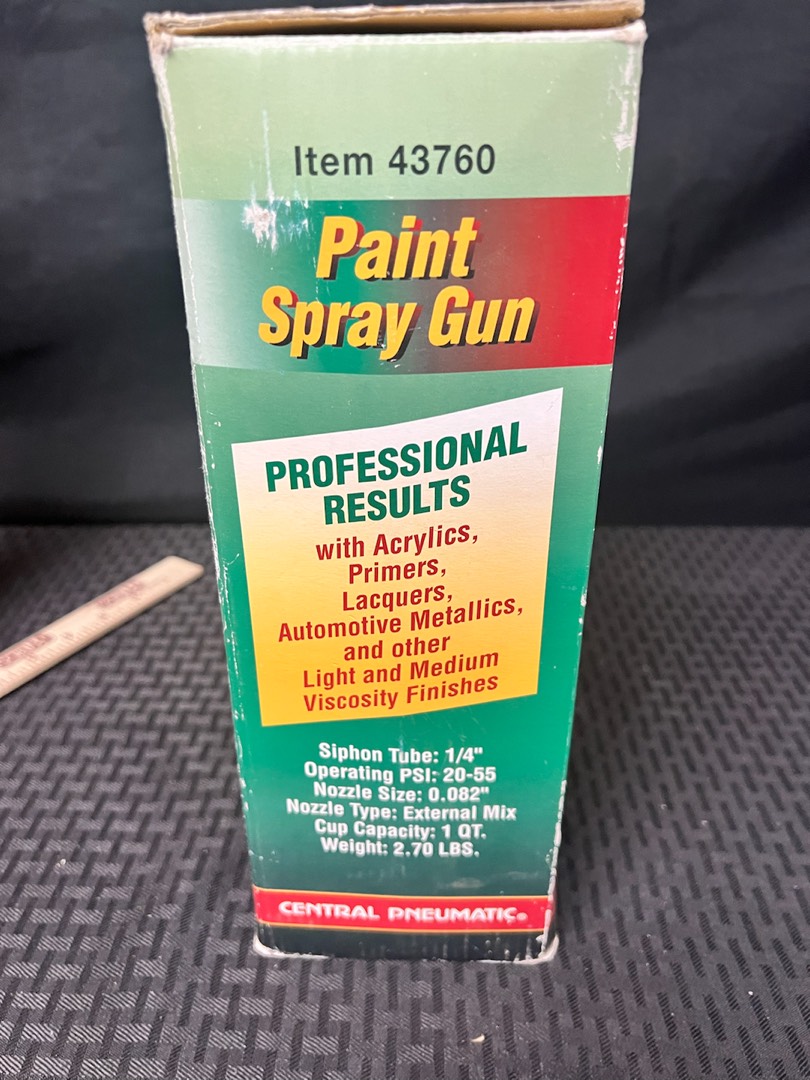 Item 43760
Paint
Spray Gun
PROFESSIONAL
RESULTS
with Acrylics,
Primers,
Lacquers,
Automotive Metallics,
and other
Light and Medium
Viscosity Finishes
Siphon Tube: 1/4"
Operating PSI: 20-55
Nozzle Size: 0.082"
Nozzle Type: External Mix
Cup Capacity: 1 QT.
Weight: 2.70 LBS.
CENTRAL PNEUMATIC®